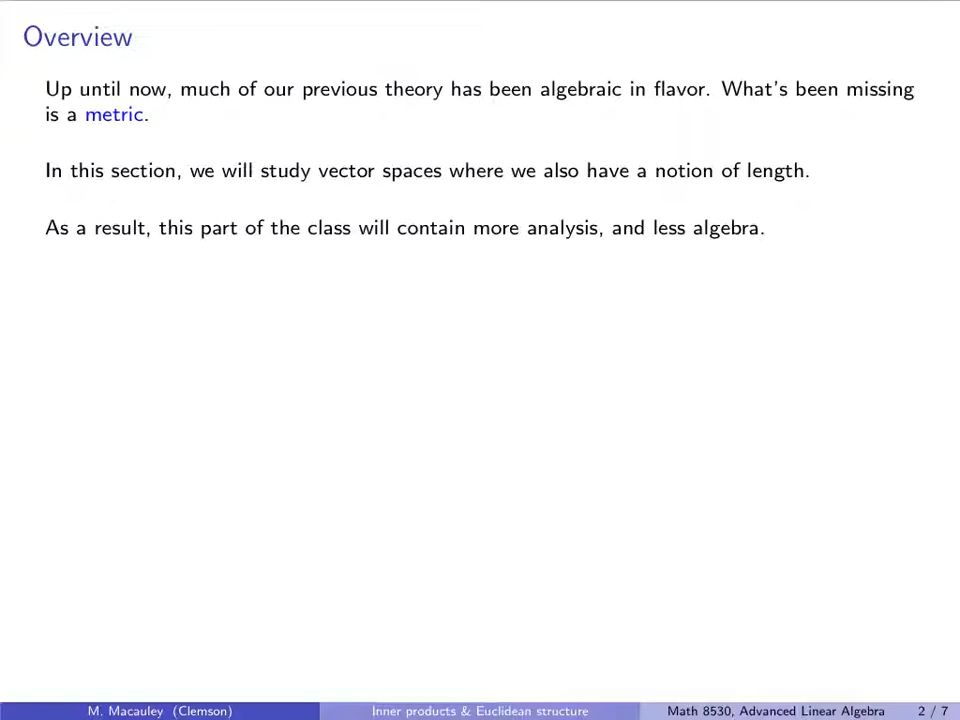 Overview
Up until now, much of our previous theory has been algebraic in flavor. What's been missing
is a metric.
In this section, we will study vector spaces where we also have a notion of length.
As a result, this part of the class will contain more analysis, and less algebra.
M. Macauley (Clemson)
Inner products & Euclidean structure
Math 8530, Advanced Linear Algebra
2 / 7